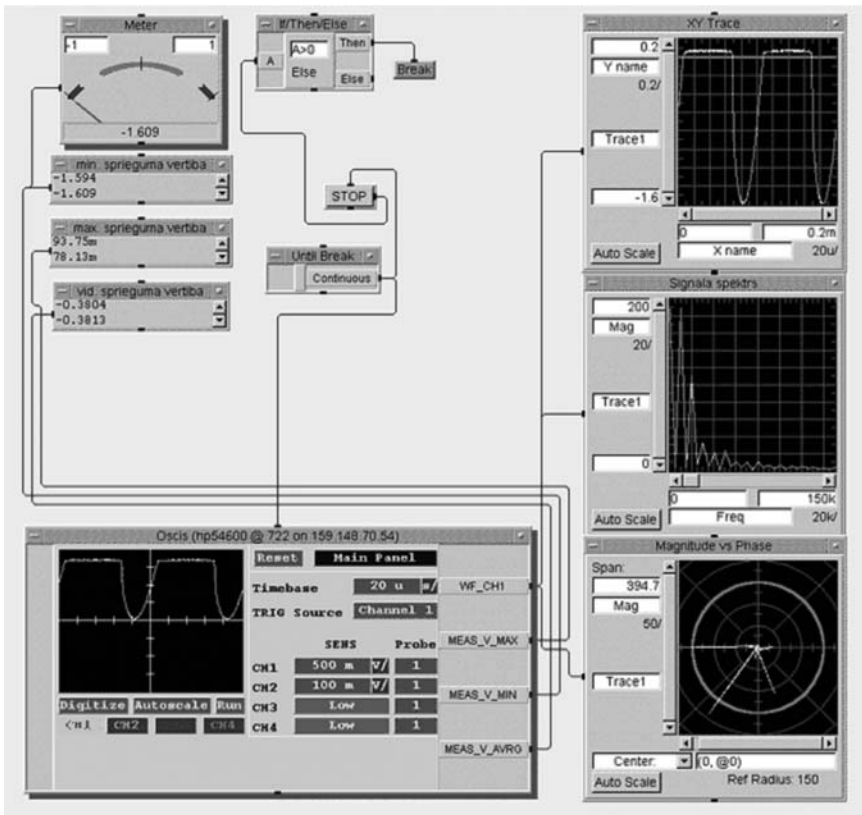 Meter
-1
1
-1.609
If/Then/Else
A
A>0
Else
Then
Else
Break
min. sprieguma vertiba
-1.594
-1.609
max. sprieguma vertiba
93.75m
78.13m
vid. sprieguma vertiba
-0.3804
-0.3813
STOP
Until Break
Continuous
XY Trace
0.2
Y name
0.2/
Trace1
-1.6
0
0.2m
Auto Scale
X name
20u/
Signala spektrs
200
Mag
20/
Trace1
0
0
150k
Auto Scale
Freq
20k/
Magnitude vs Phase
Span:
394.7
Mag
50/
Trace1
Center:
(0, @0)
Auto Scale
Ref Radius: 150
Oscis (hp54600 @ 722 on 159.148.70.54)
Reset
Main Panel
Timebase
20 u
s/
TRIG Source
Channel 1
SENS
Probe
CH1
500 m
V/
1
CH2
100 m
V/
1
CH3
Low
1
CH4
Low
1
Digitize
Autoscale
Run
CH1
CH2
CH4
WF_CH1
MEAS_V_MAX
MEAS_V_MIN
MEAS_V_AVRG